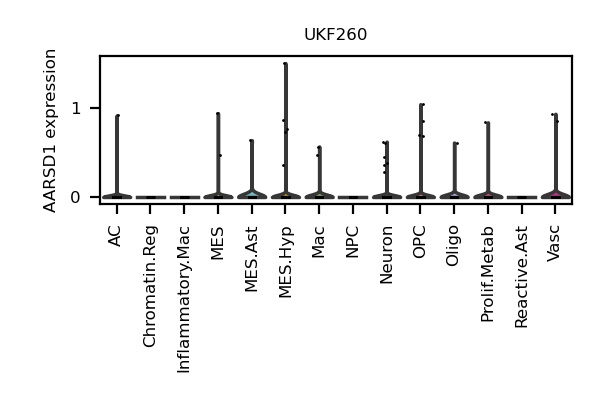 UKF260
AARSD1 expression
1
0
AC
Chromatin.Reg
Inflammatory.Mac
MES
MES.Ast
MES.Hyp
Mac
NPC
Neuron
OPC
Oligo
Prolif.Metab
Reactive.Ast
Vasc